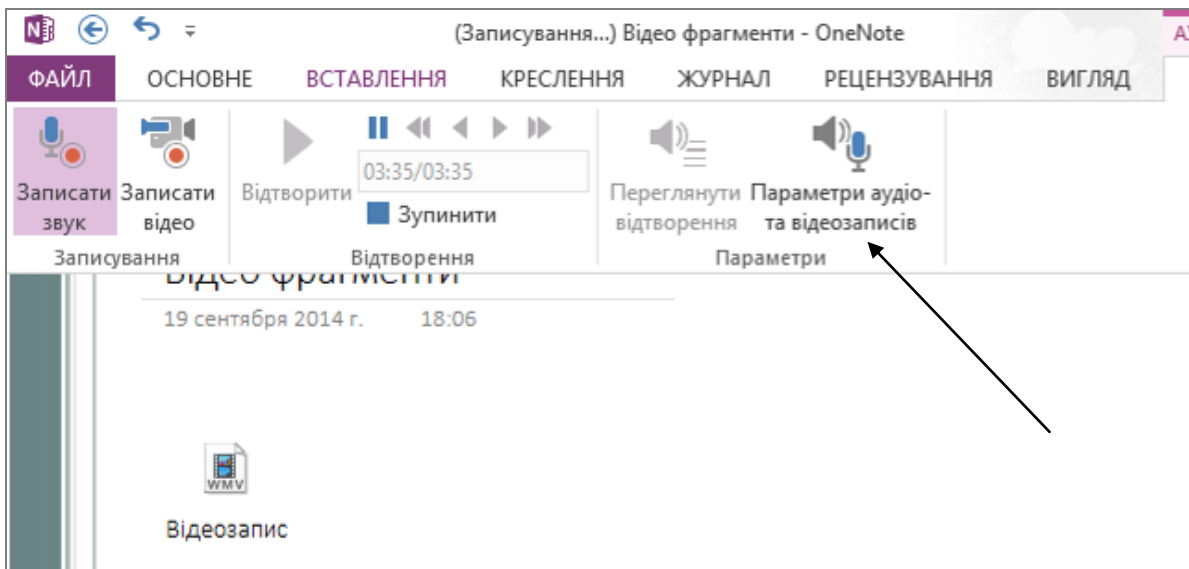 (Записування...) Відео фрагменти - OneNote
ФАЙЛ ОСНОВНЕ ВСТАВЛЕННЯ КРЕСЛЕННЯ ЖУРНАЛ РЕЦЕНЗУВАННЯ ВИГЛЯД
Записати звук
Записати відео
Записування
Відтворити
03:35/03:35
Зупинити
Відтворення
Переглянути відтворення
Параметри аудіо-
та відеозаписів
Параметри
Відео фрагменти
19 сентября 2014 г. 18:06
WMV
Відеозапис